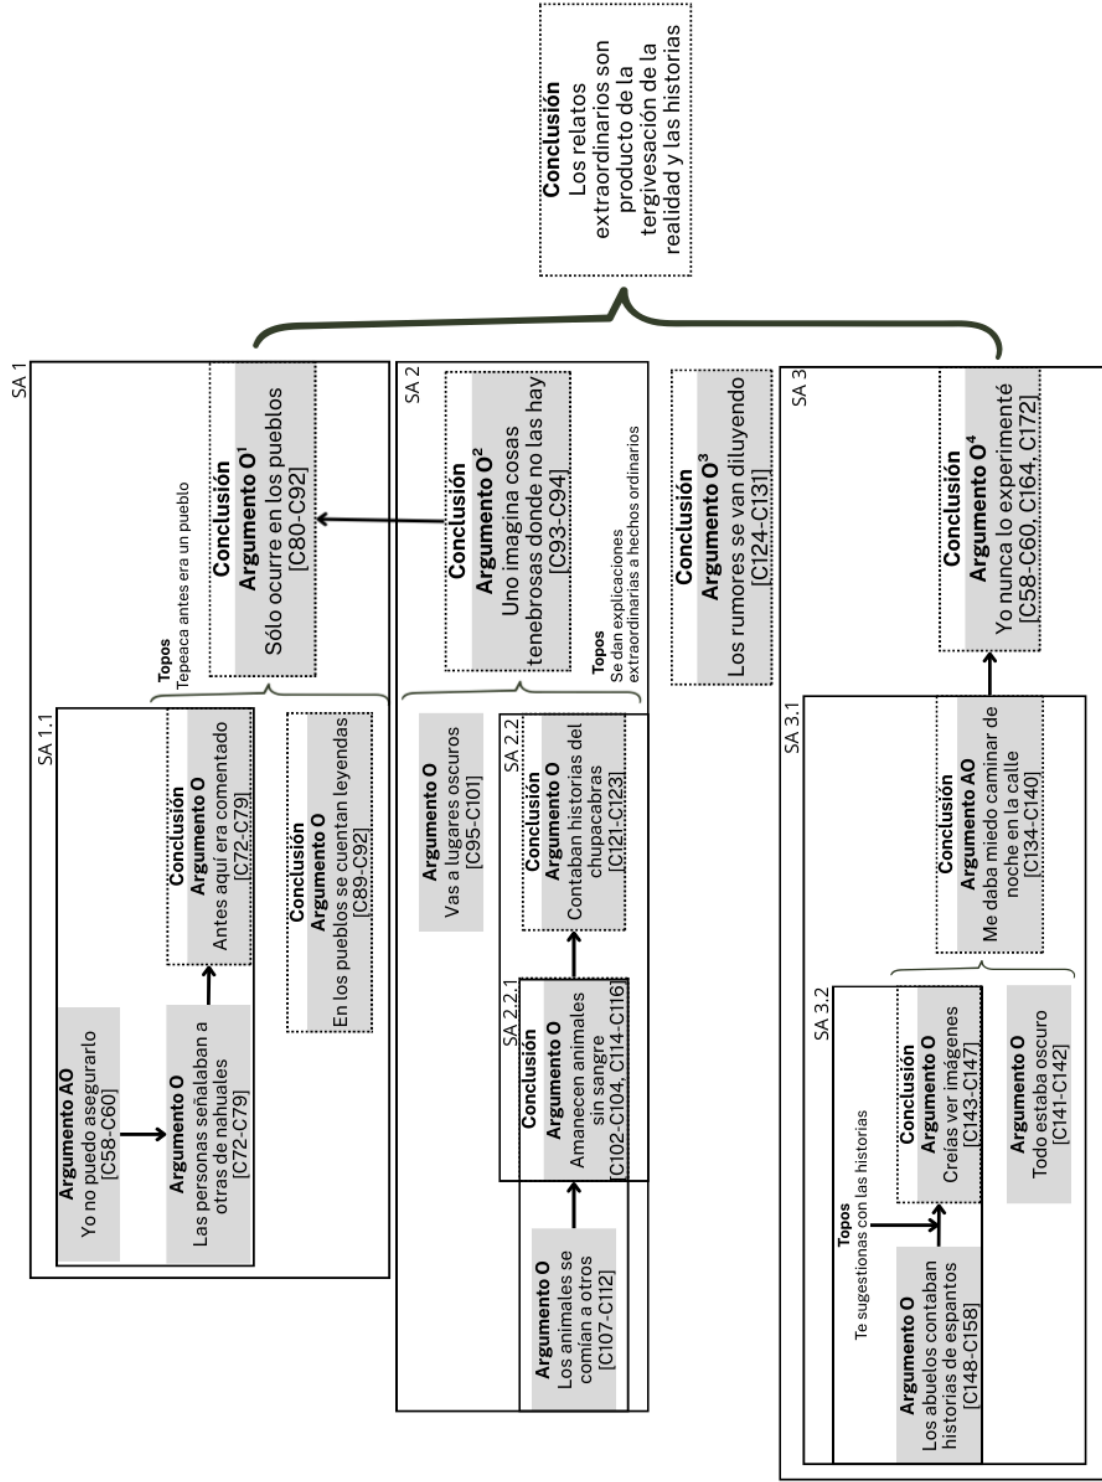 SA 1
SA 1.1
Argumento AO
Yo no puedo asegurarlo
[C58-C60]
Argumento O
Las personas señalaban a
otras de nahuales
[C72-C79]
Conclusión
Argumento O
Antes aquí era comentado
[C72-C79]
Conclusión
Argumento O
En los pueblos se cuentan leyendas
[C89-C92]
Topos
Tepeaca antes era un pueblo
Conclusión
Argumento O¹
Sólo ocurre en los pueblos
[C80-C92]
SA 2
Argumento O
Vas a lugares oscuros
[C95-C101]
SA 2.2
SA 2.2.1
Argumento O
Los animales se
comían a otros
[C107-C112]
Conclusión
Argumento O
Amanecen animales
sin sangre
[C102-C104, C114-C116]
Conclusión
Argumento O
Contaban historias del
chupacabras
[C121-C123]
Conclusión
Argumento O²
Uno imagina cosas
tenebrosas donde no las hay
[C93-C94]
Topos
Se dan explicaciones
extraordinarias a hechos ordinarios
Conclusión
Argumento O³
Los rumores se van diluyendo
[C124-C131]
SA 3
SA 3.1
SA 3.2
Topos
Te sugestionas con las historias
Argumento O
Los abuelos contaban
historias de espantos
[C148-C158]
Conclusión
Argumento O
Creías ver imágenes
[C143-C147]
Argumento O
Todo estaba oscuro
[C141-C142]
Conclusión
Argumento AO
Me daba miedo caminar de
noche en la calle
[C134-C140]
Conclusión
Argumento O⁴
Yo nunca lo experimenté
[C58-C60, C164, C172]
Conclusión
Los relatos
extraordinarios son
producto de la
tergivesación de la
realidad y las historias